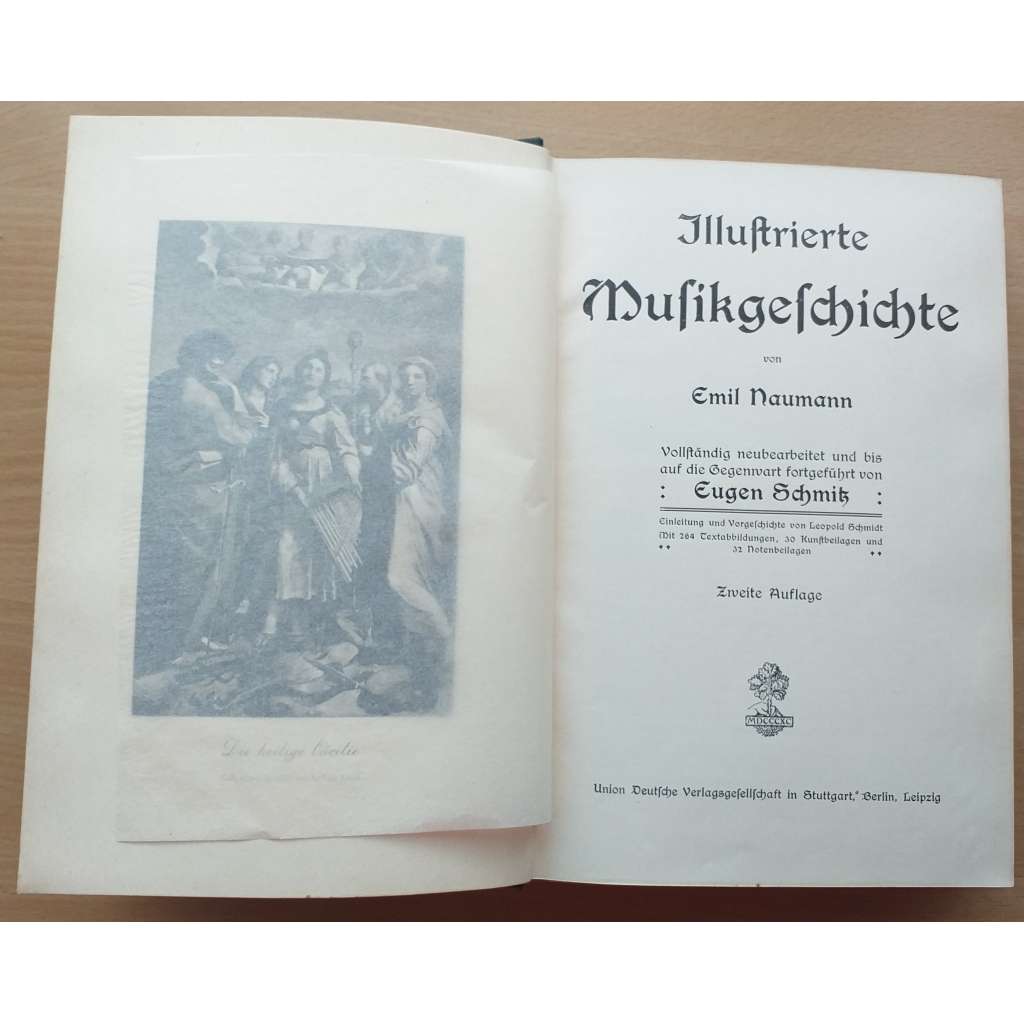 Die heilige Cäcilie
Illustrierte
Musikgeschichte
von
Emil Naumann
Vollständig neubearbeitet und bis
auf die Gegenwart fortgeführt von
: Eugen Schmitz :
Einleitung und Vorgeschichte von Leopold Schmidt
Mit 264 Textabbildungen, 30 Kunstbeilagen und
32 Notenbeilagen
Zweite Auflage
MDCCCXC
Union Deutsche Verlagsgesellschaft in Stuttgart, Berlin, Leipzig